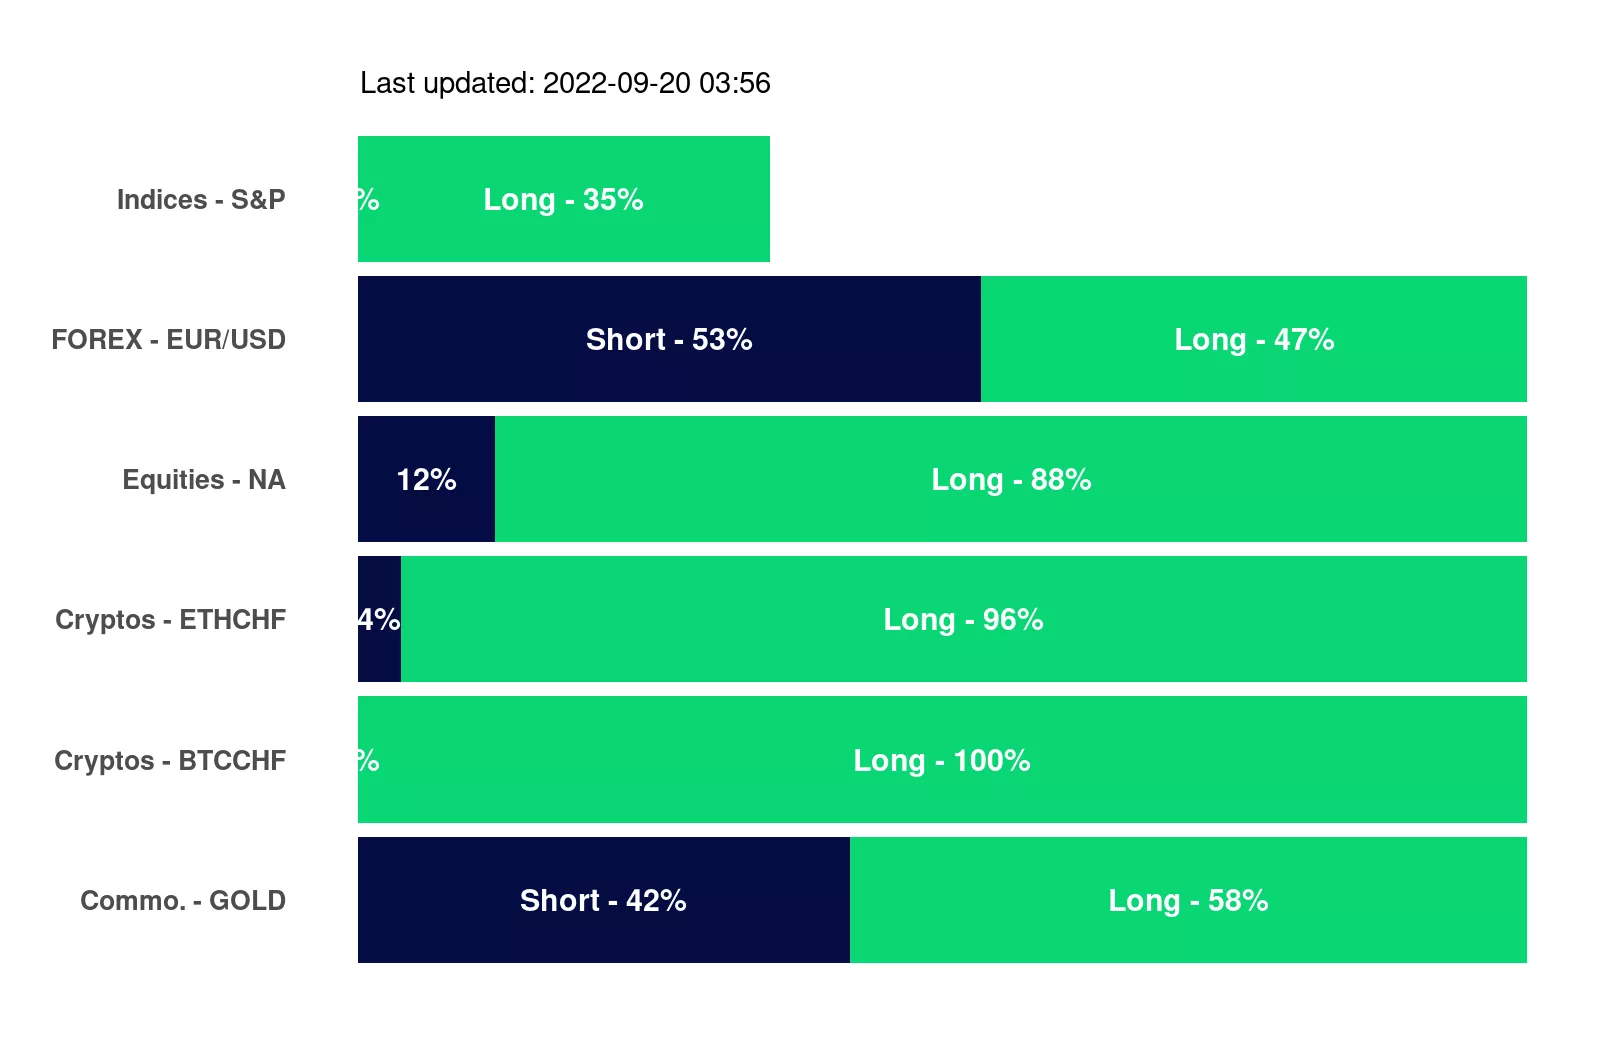 Last updated: 2022-09-20 03:56
Indices - S&P % Long - 35%
FOREX - EUR/USD Short - 53% Long - 47%
Equities - NA 12% Long - 88%
Cryptos - ETHCHF 4% Long - 96%
Cryptos - BTCCHF % Long - 100%
Commo. - GOLD Short - 42% Long - 58%